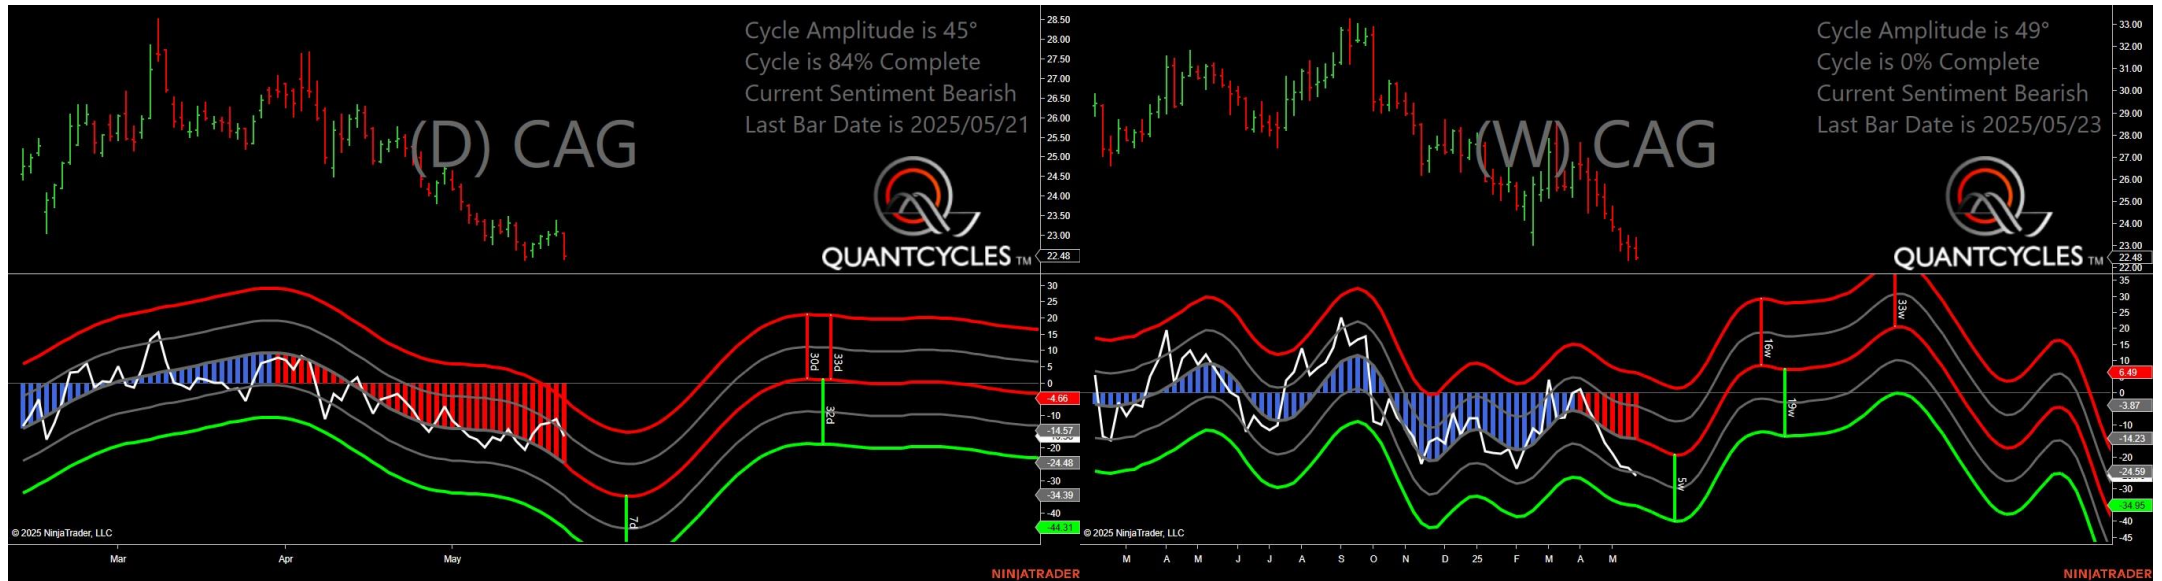 Cycle Amplitude is 45°
Cycle is 84% Complete
Current Sentiment Bearish
Last Bar Date is 2025/05/21
(D) CAG
QUANTCYCLES TM
28.50
28.00
27.50
27.00
26.50
26.00
25.50
25.00
24.50
24.00
23.50
23.00
22.48
30
25
20
15
10
5
0
-4.66
-10
-14.57
-20
-24.48
-30
-34.39
-40
-44.31
30d
33d
32d
7d
© 2025 NinjaTrader, LLC
Mar
Apr
May
NINJATRADER
Cycle Amplitude is 49°
Cycle is 0% Complete
Current Sentiment Bearish
Last Bar Date is 2025/05/23
(W) CAG
QUANTCYCLES TM
33.00
32.00
31.00
30.00
29.00
28.00
27.00
26.00
25.00
24.00
23.00
22.48
22.00
35
30
25
20
15
10
6.49
0
-3.87
-10
-14.23
-20
-24.59
-30
-34.95
-40
-45
16w
33w
19w
5w
© 2025 NinjaTrader, LLC
M A M J J A S O N D 25 F M A M
NINJATRADER